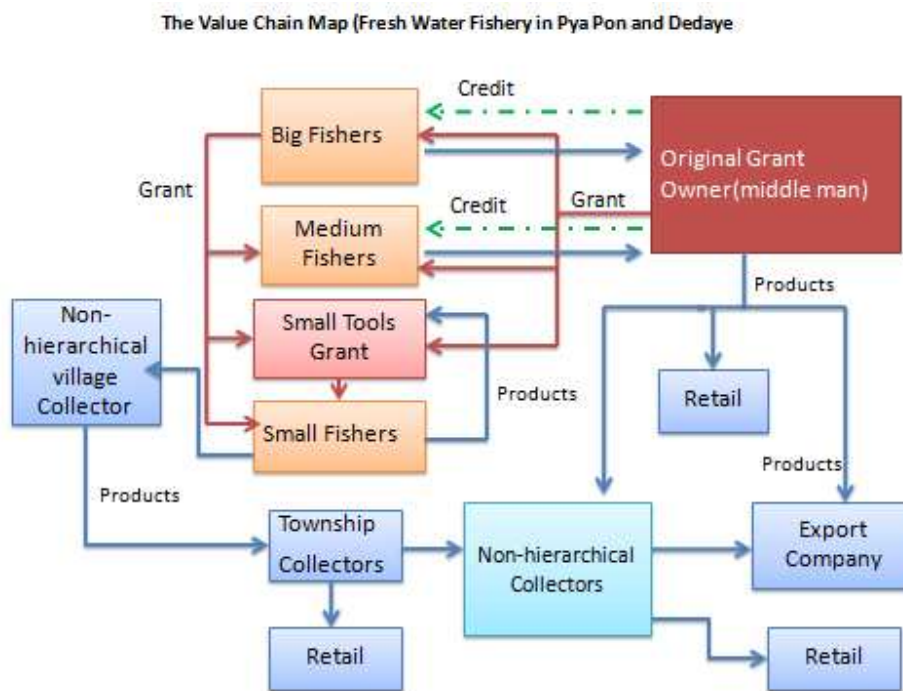 The Value Chain Map (Fresh Water Fishery in Pya Pon and Dedaye
Credit
Big Fishers
Original Grant
Owner(middle man)
Grant
Credit
Grant
Medium
Fishers
Products
Non-
hierarchical
village
Collector
Small Tools
Grant
Products
Retail
Small Fishers
Products
Products
Township
Collectors
Non-hierarchical
Collectors
Export
Company
Retail
Retail